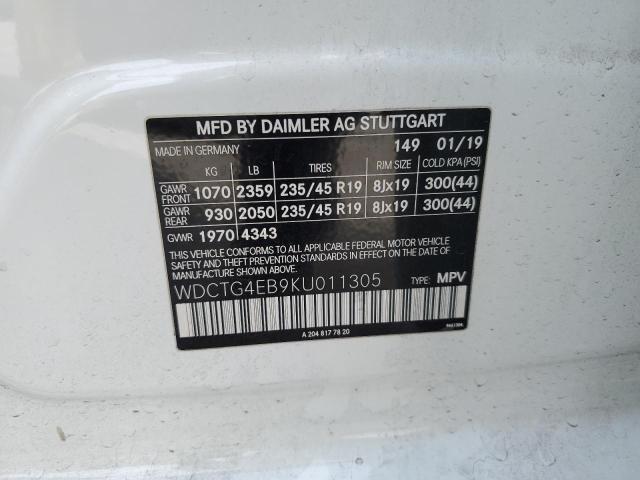 MFD BY DAIMLER AG STUTTGART
MADE IN GERMANY 149 01/19
KG LB TIRES RIM SIZE COLD KPA(PSI)
GAWR FRONT 1070 2359 235/45 R19 8Jx19 300(44)
GAWR REAR 930 2050 235/45 R19 8Jx19 300(44)
GVWR 1970 4343
THIS VEHICLE CONFORMS TO ALL APPLICABLE FEDERAL MOTOR VEHICLE
SAFETY AND THEFT PREVENTION STANDARDS IN EFFECT ON THE DATE
OF MANUFACTURE SHOWN ABOVE.
WDCTG4EB9KU011305 TYPE: MPV
A 204 817 78 20